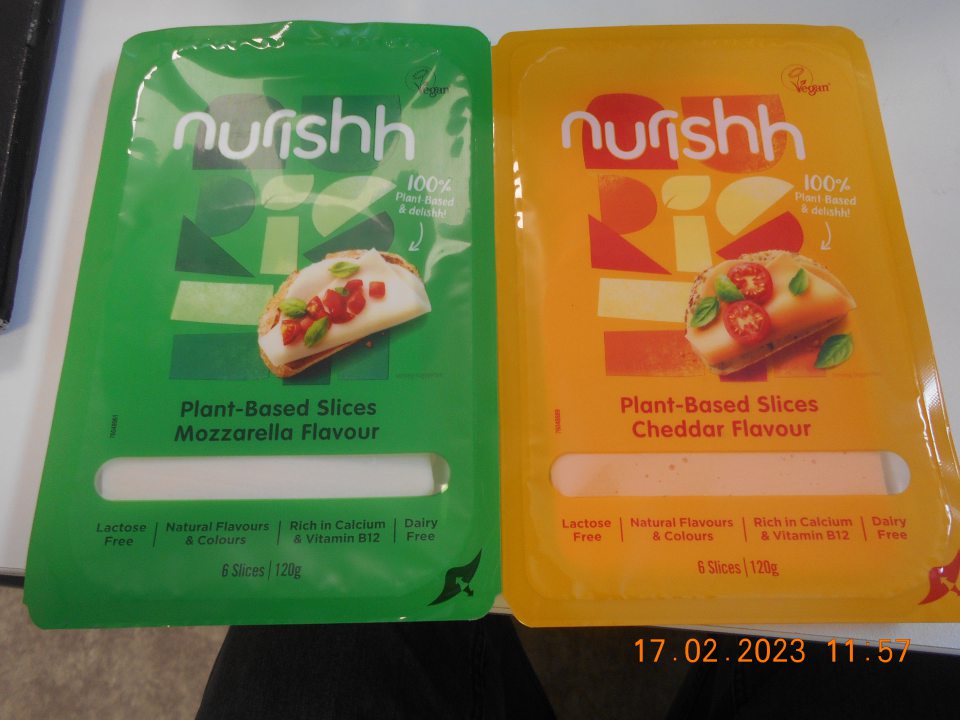 Vegan
nurishh
100%
Plant-Based
& delishh!
Plant-Based Slices
Mozzarella Flavour
Lactose
Free
Natural Flavours
& Colours
Rich in Calcium
& Vitamin B12
Dairy
Free
6 Slices | 120g
Vegan
nurishh
100%
Plant-Based
& delishh!
Plant-Based Slices
Cheddar Flavour
Lactose
Free
Natural Flavours
& Colours
Rich in Calcium
& Vitamin B12
Dairy
Free
6 Slices | 120g
17.02.2023 11:57